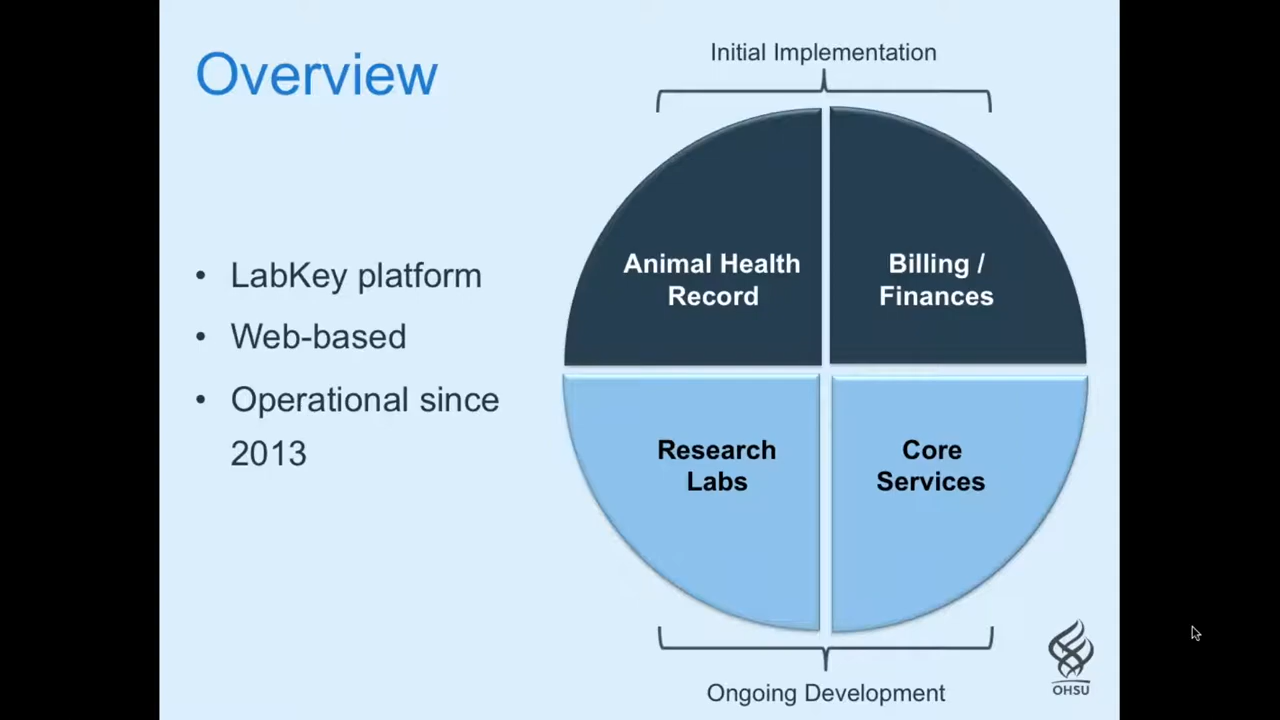 Overview
• LabKey platform
• Web-based
• Operational since
2013
Initial Implementation
Animal Health
Record
Billing /
Finances
Research
Labs
Core
Services
Ongoing Development
OHSU